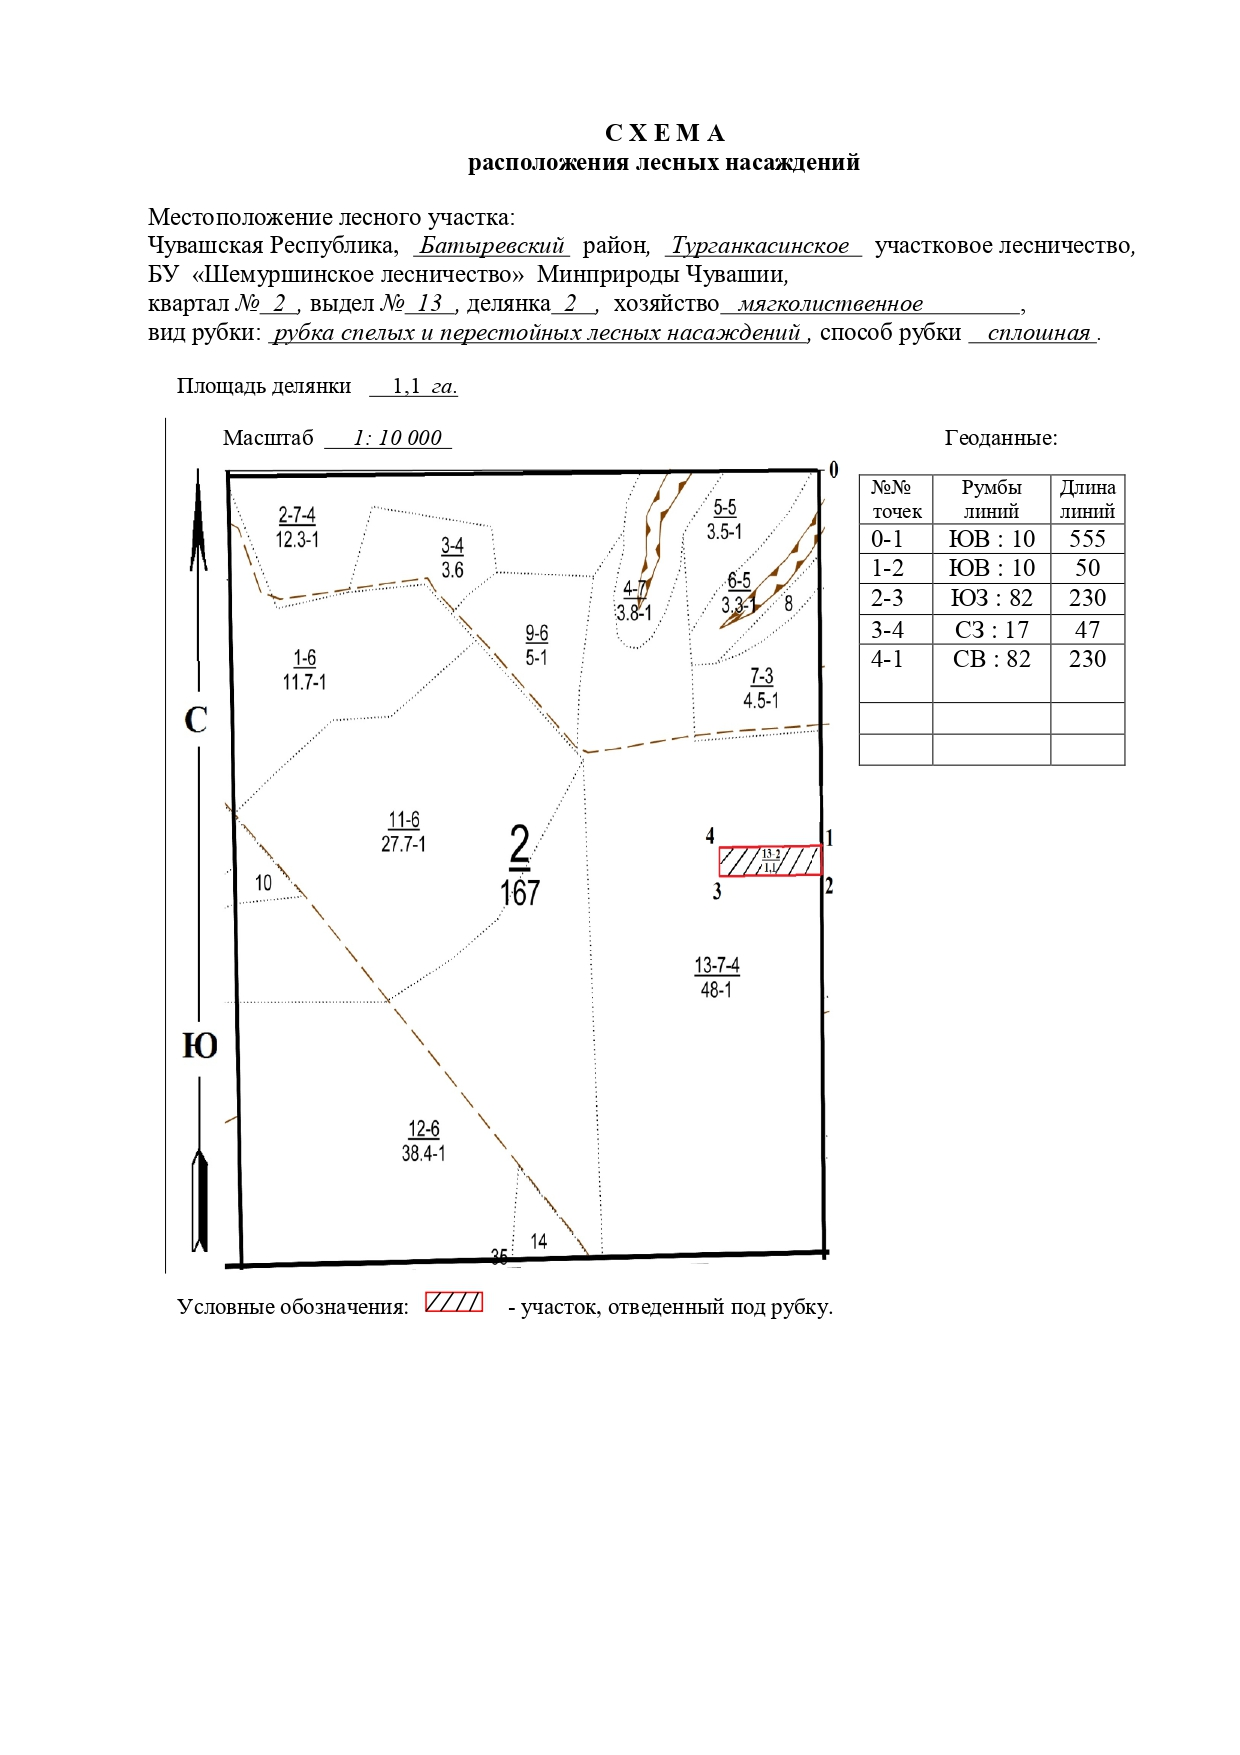 С Х Е М А
расположения лесных насаждений
Местоположение лесного участка:
Чувашская Республика, Батыревский район, Турганкасинское участковое лесничество,
БУ «Шемуршинское лесничество» Минприроды Чувашии,
квартал № 2 , выдел № 13 , делянка 2 , хозяйство мягколиственное ,
вид рубки: рубка спелых и перестойных лесных насаждений , способ рубки сплошная .
Площадь делянки 1,1 га.
Масштаб 1: 10 000
Геоданные:
0
№№ точек Румбы линий Длина линий
0-1 ЮВ : 10 555
1-2 ЮВ : 10 50
2-3 ЮЗ : 82 230
3-4 СЗ : 17 47
4-1 СВ : 82 230
2-7-4
12.3-1
3-4
3.6
5-5
3.5-1
4-7
3.8-1
6-5
3.3-1
8
9-6
5-1
1-6
11.7-1
7-3
4.5-1
С
11-6
27.7-1
2
167
4
1
13-2
1,1
3
2
10
13-7-4
48-1
Ю
12-6
38.4-1
14
35
Условные обозначения: - участок, отведенный под рубку.